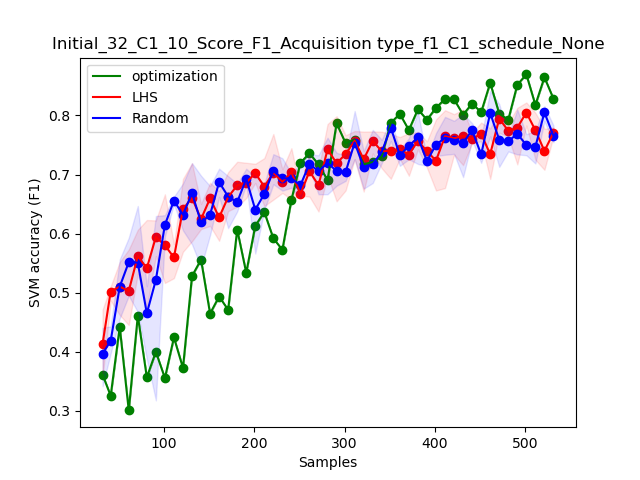 Initial_32_C1_10_Score_F1_Acquisition type_f1_C1_schedule_None
optimization
LHS
Random
SVM accuracy (F1)
0.8
0.7
0.6
0.5
0.4
0.3
100
200
300
400
500
Samples